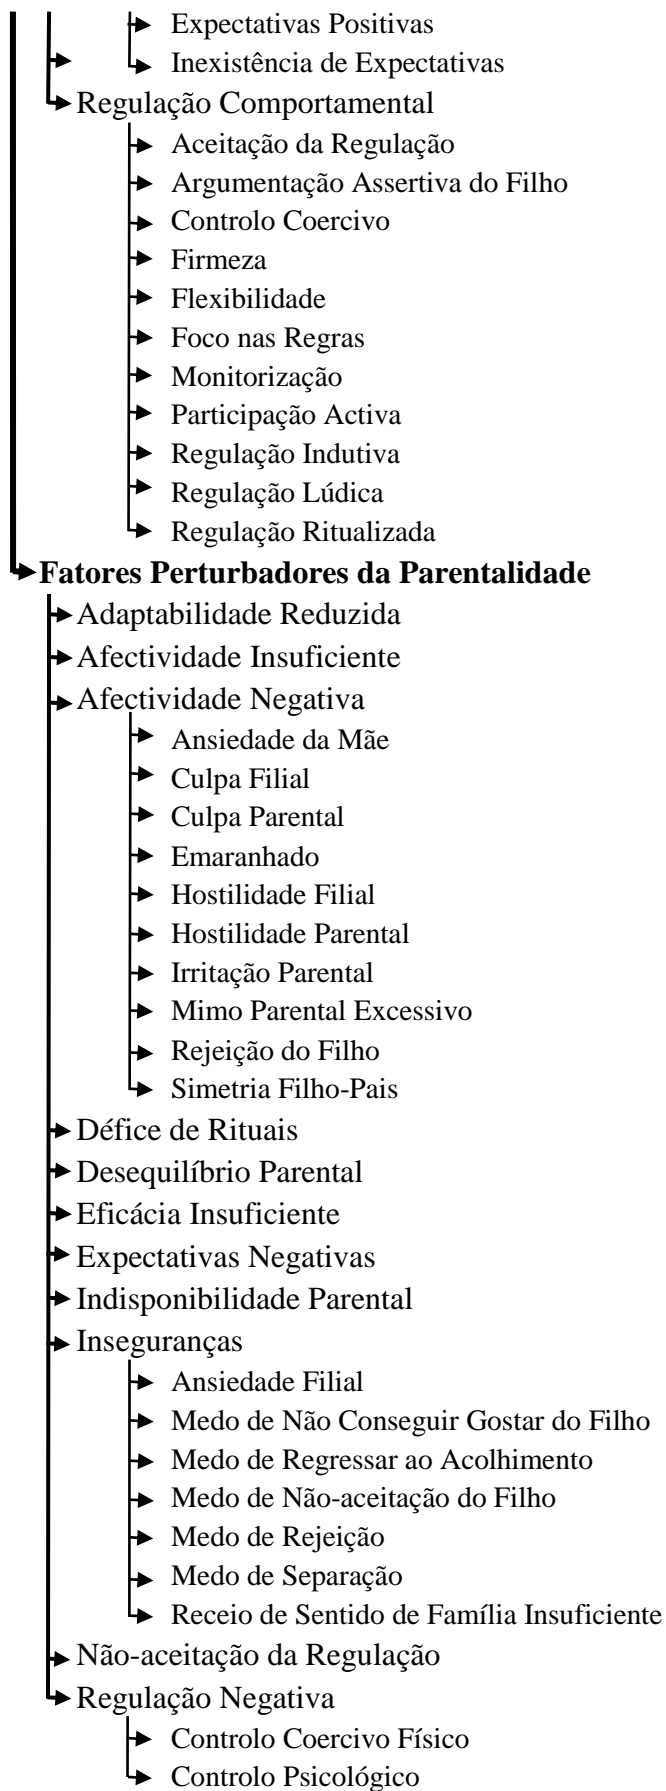 Expectativas Positivas
Inexistência de Expectativas
Regulação Comportamental
Aceitação da Regulação
Argumentação Assertiva do Filho
Controlo Coercivo
Firmeza
Flexibilidade
Foco nas Regras
Monitorização
Participação Activa
Regulação Indutiva
Regulação Lúdica
Regulação Ritualizada
Fatores Perturbadores da Parentalidade
Adaptabilidade Reduzida
Afectividade Insuficiente
Afectividade Negativa
Ansiedade da Mãe
Culpa Filial
Culpa Parental
Emaranhado
Hostilidade Filial
Hostilidade Parental
Irritação Parental
Mimo Parental Excessivo
Rejeição do Filho
Simetria Filho-Pais
Défice de Rituais
Desequilíbrio Parental
Eficácia Insuficiente
Expectativas Negativas
Indisponibilidade Parental
Inseguranças
Ansiedade Filial
Medo de Não Conseguir Gostar do Filho
Medo de Regressar ao Acolhimento
Medo de Não-aceitação do Filho
Medo de Rejeição
Medo de Separação
Receio de Sentido de Família Insuficiente
Não-aceitação da Regulação
Regulação Negativa
Controlo Coercivo Físico
Controlo Psicológico